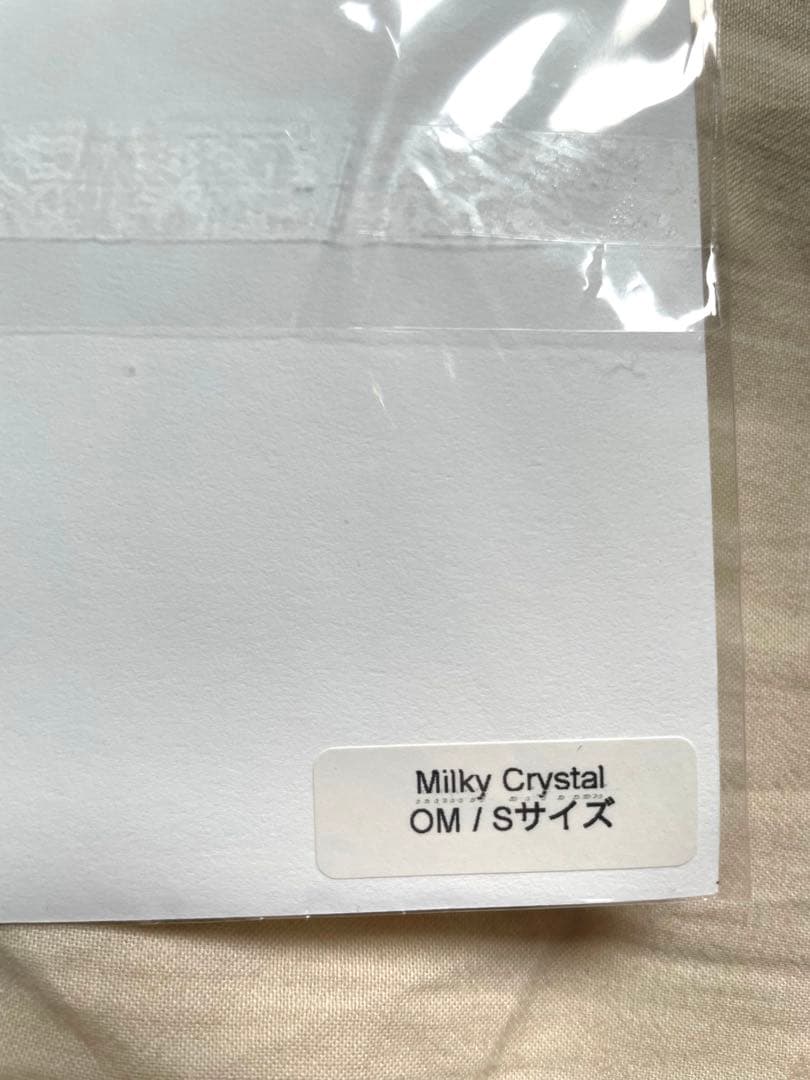 Milky Crystal
OM / Sサイズ